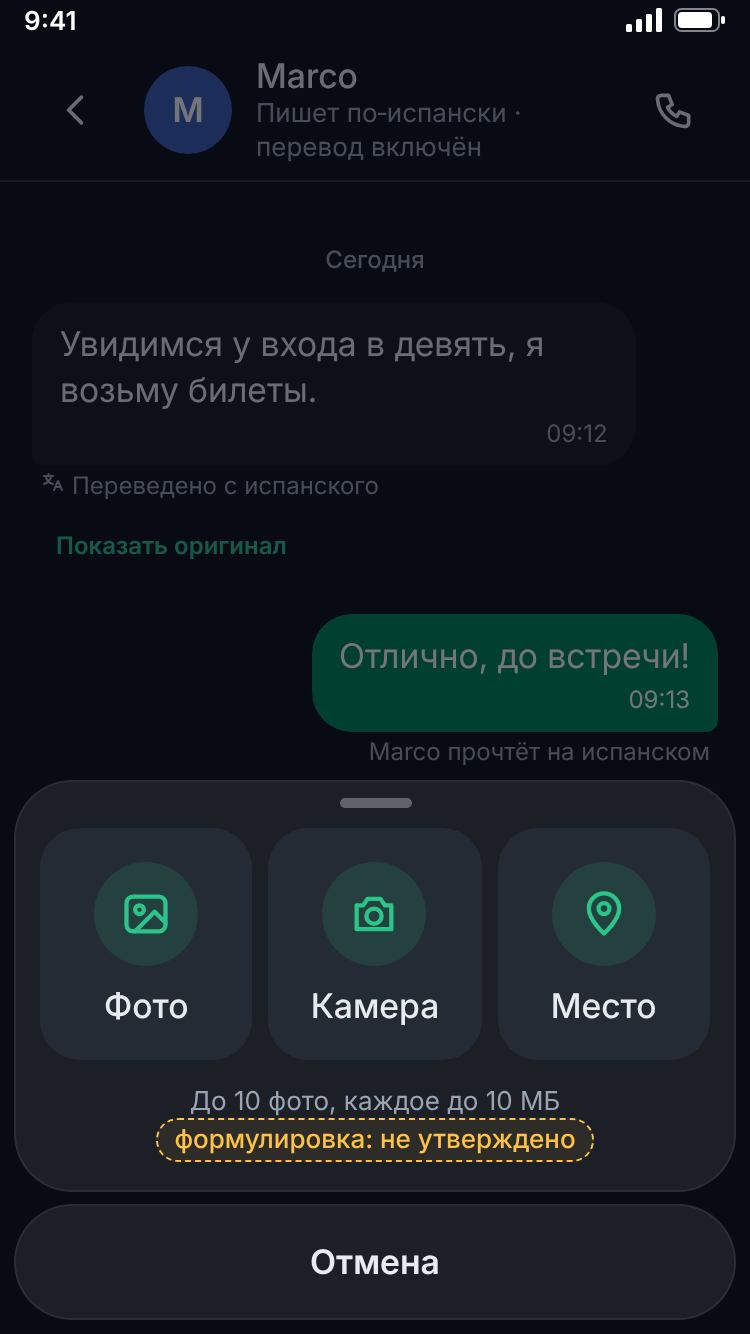 9:41
Marco
M
Пишет по-испански ·
перевод включён
Сегодня
Увидимся у входа в девять, я
возьму билеты.
09:12
Переведено с испанского
Показать оригинал
Отлично, до встречи!
09:13
Marco прочтёт на испанском
Фото
Камера
Место
До 10 фото, каждое до 10 МБ
формулировка: не утверждено
Отмена